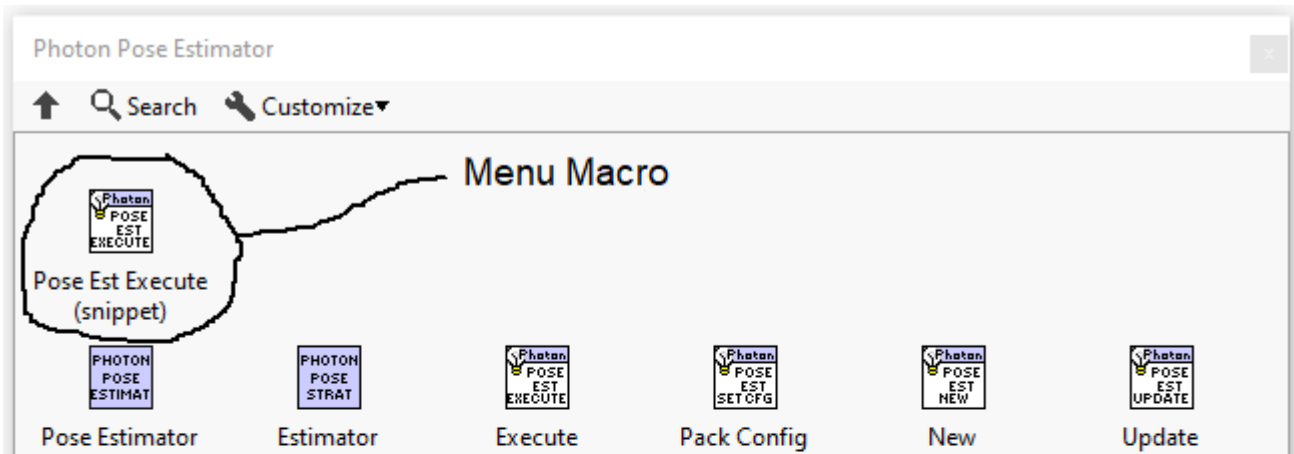 Photon Pose Estimator
x
Search Customize
Menu Macro
Photon
POSE
EST
EXECUTE
Pose Est Execute
(snippet)
PHOTON
POSE
ESTIMAT
PHOTON
POSE
STRAT
Photon
POSE
EST
EXECUTE
Photon
POSE
EST
SET CFG
Photon
POSE
EST
NEW
Photon
POSE
EST
UPDATE
Pose Estimator Estimator Execute Pack Config New Update